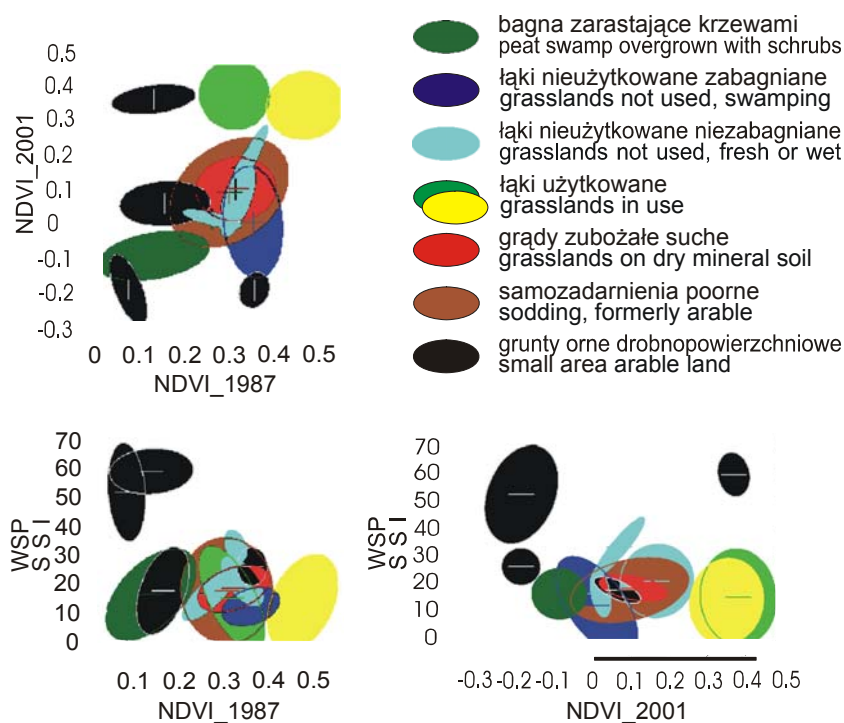 0.5
0.4
0.3
0.2
0.1
0
-0.1
-0.2
-0.3
NDVI_2001
0 0.1 0.2 0.3 0.4 0.5
NDVI_1987
bagna zarastające krzewami
peat swamp overgrown with schrubs
łąki nieużytkowane zabagniane
grasslands not used, swamping
łąki nieużytkowane niezabagniane
grasslands not used, fresh or wet
łąki użytkowane
grasslands in use
grądy zubożałe suche
grasslands on dry mineral soil
samozadarnienia poorne
sodding, formerly arable
grunty orne drobnopowierzchniowe
small area arable land
70
60
50
40
30
20
10
0
WSP
S S I
0.1 0.2 0.3 0.4 0.5
NDVI_1987
70
60
50
40
30
20
10
0
WSP
S S I
-0.3 -0.2 -0.1 0 0.1 0.2 0.3 0.4 0.5
NDVI_2001